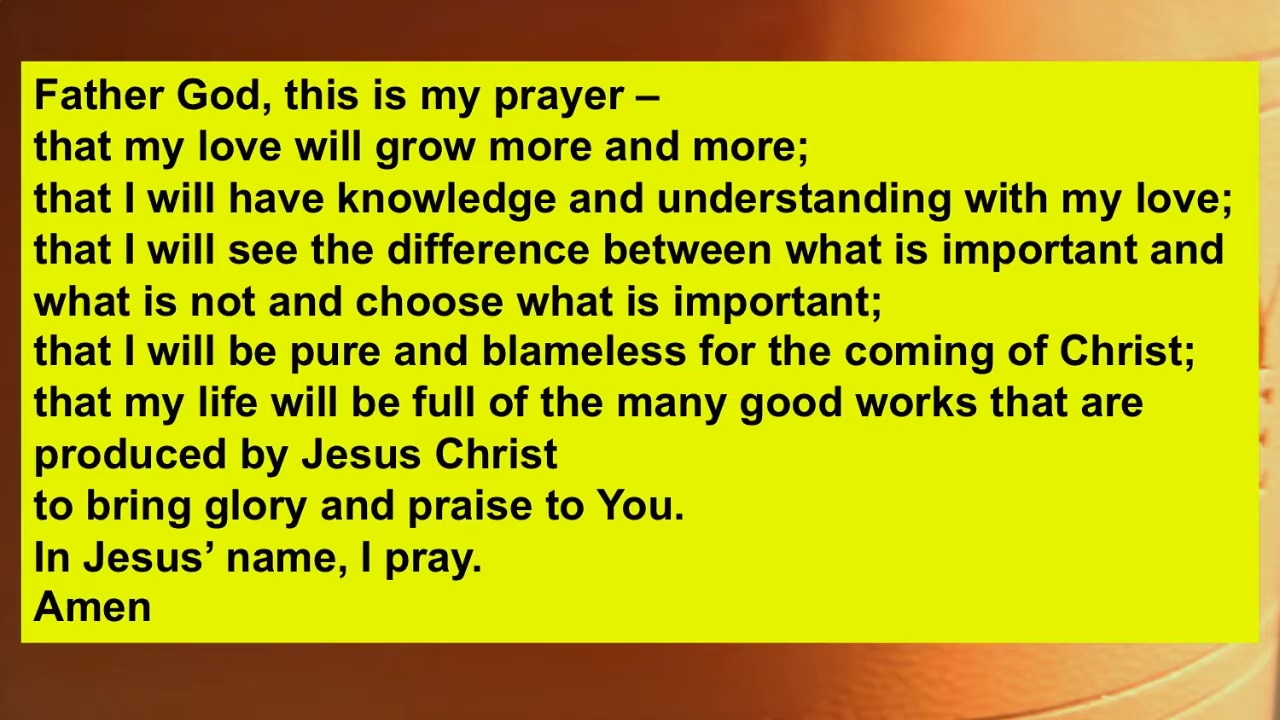 Father God, this is my prayer –
that my love will grow more and more;
that I will have knowledge and understanding with my love;
that I will see the difference between what is important and
what is not and choose what is important;
that I will be pure and blameless for the coming of Christ;
that my life will be full of the many good works that are
produced by Jesus Christ
to bring glory and praise to You.
In Jesus’ name, I pray.
Amen